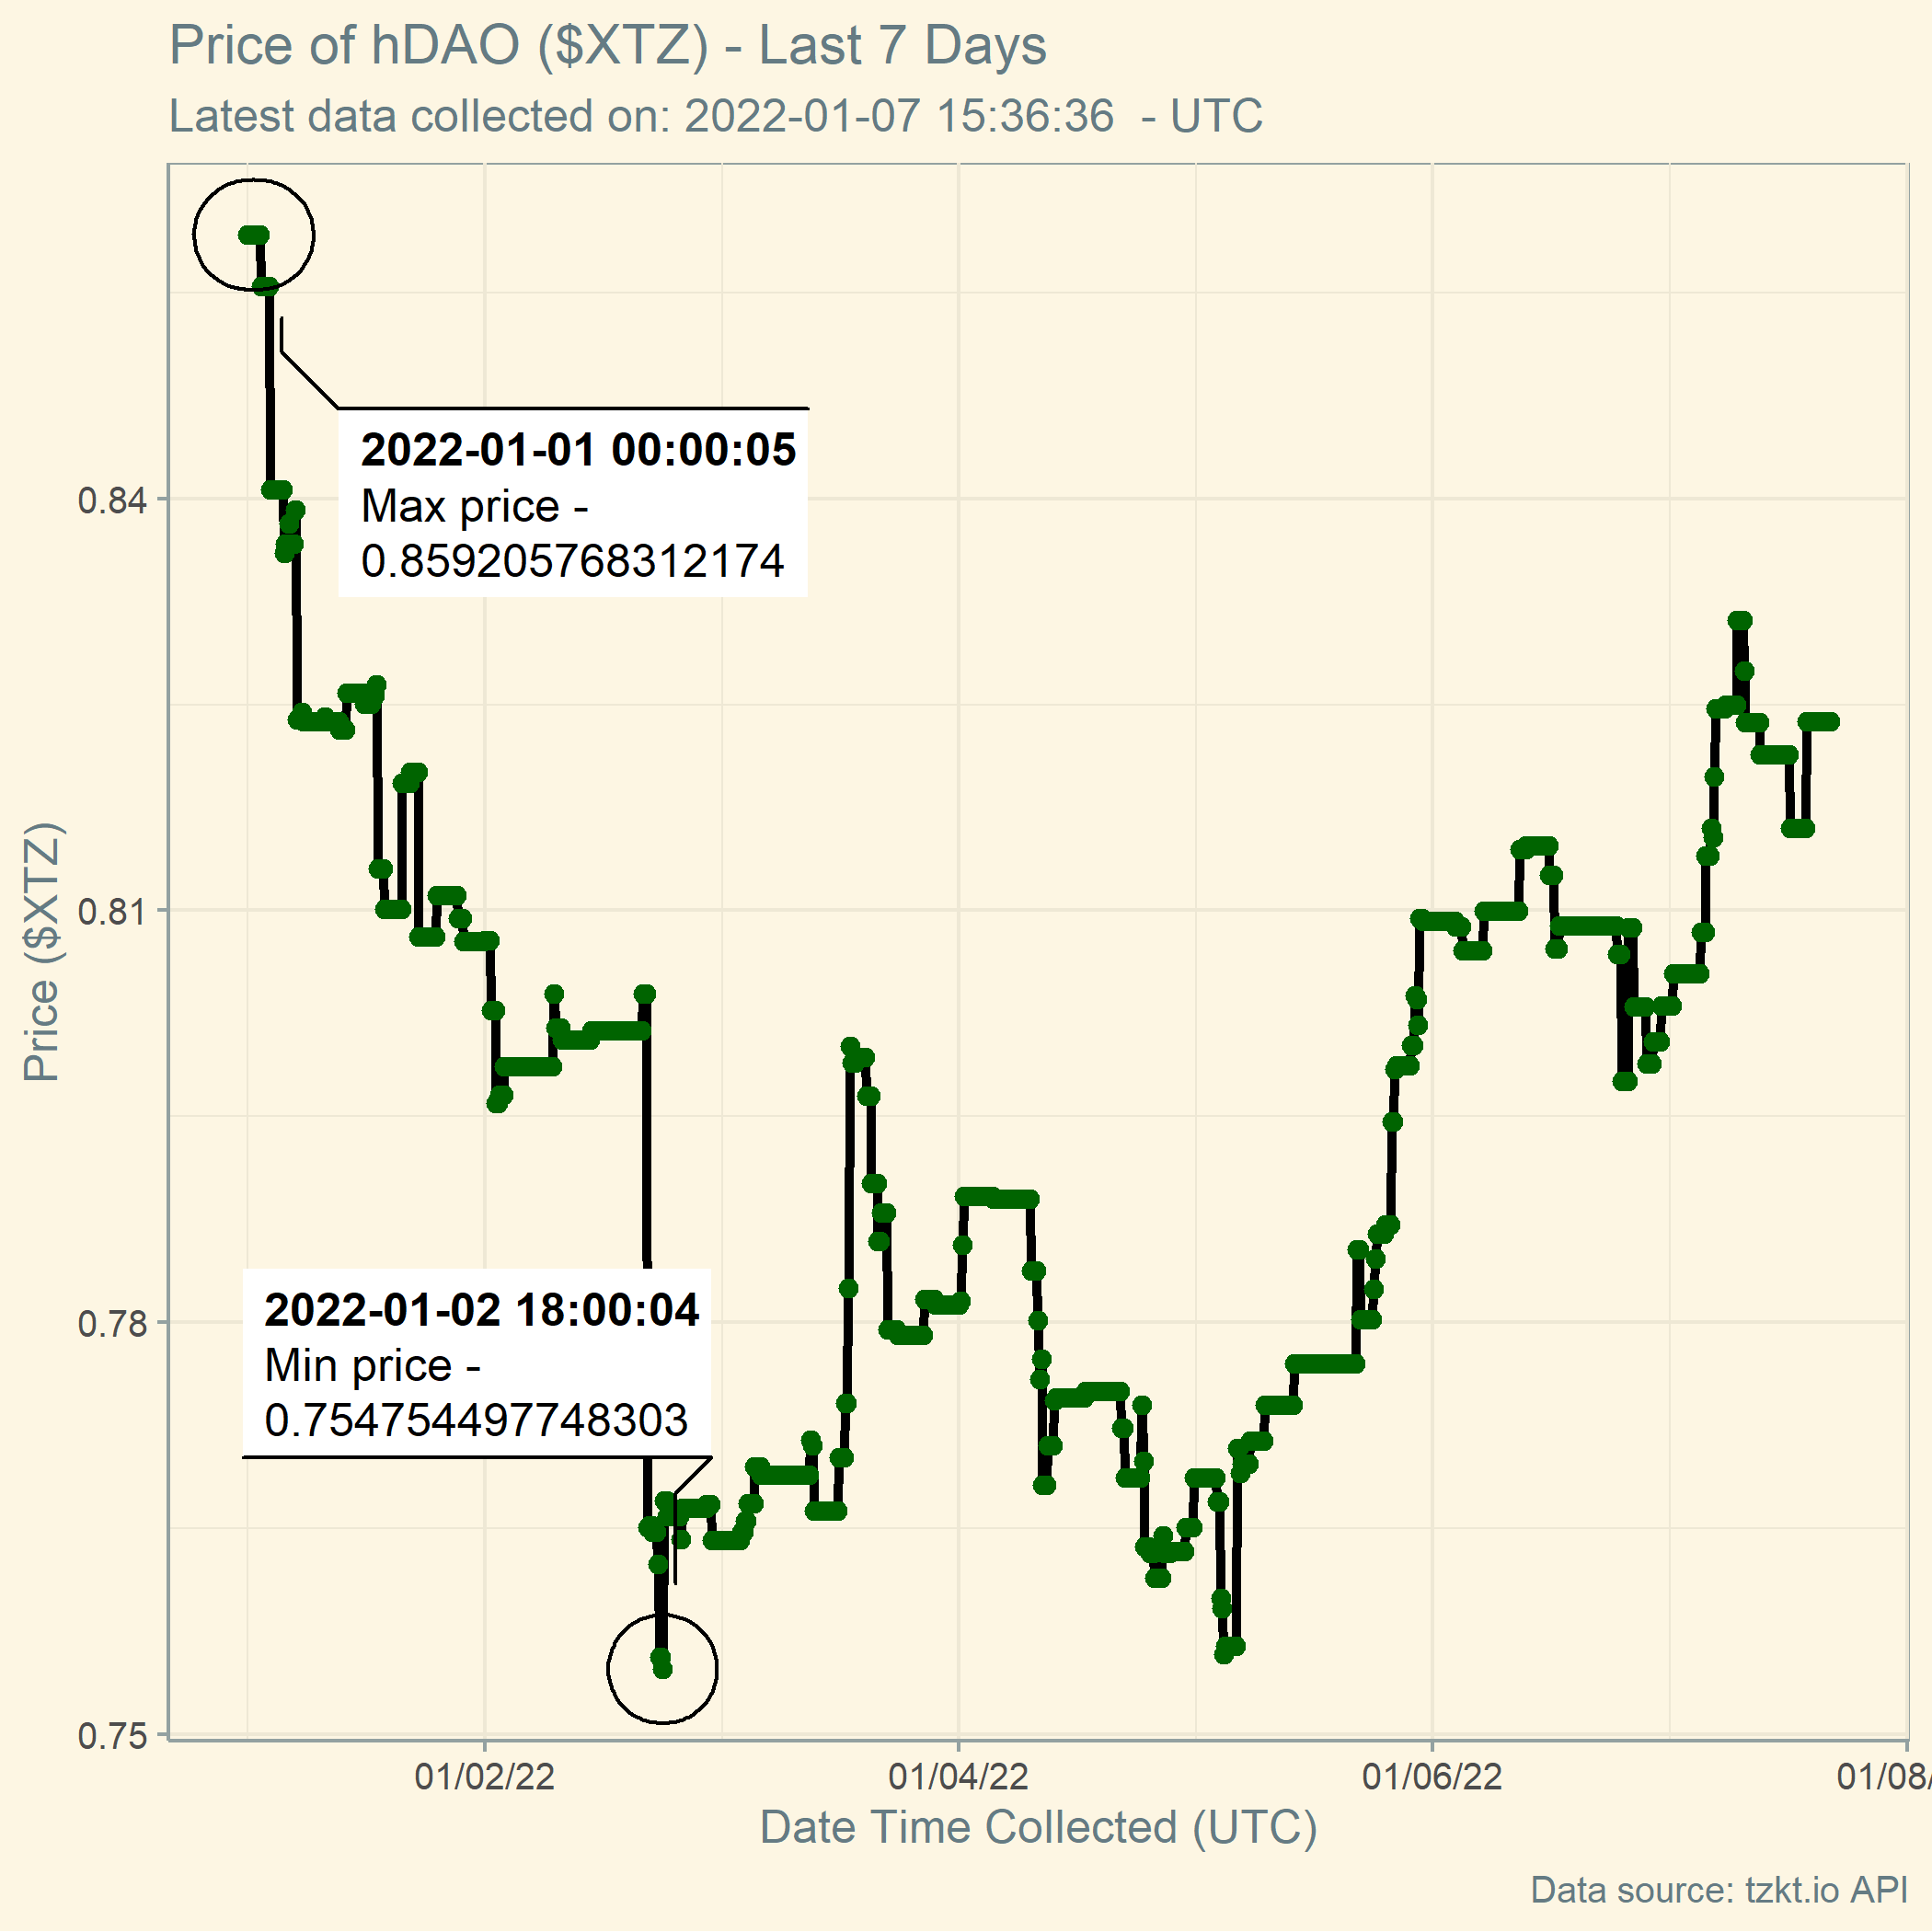 Price of hDAO ($XTZ) - Last 7 Days
Latest data collected on: 2022-01-07 15:36:36  - UTC
2022-01-01 00:00:05
Max price -
0.859205768312174
0.84
0.81
0.78
0.75
Price ($XTZ)
2022-01-02 18:00:04
Min price -
0.754754497748303
01/02/22
01/04/22
01/06/22
01/08/
Date Time Collected (UTC)
Data source: tzkt.io API